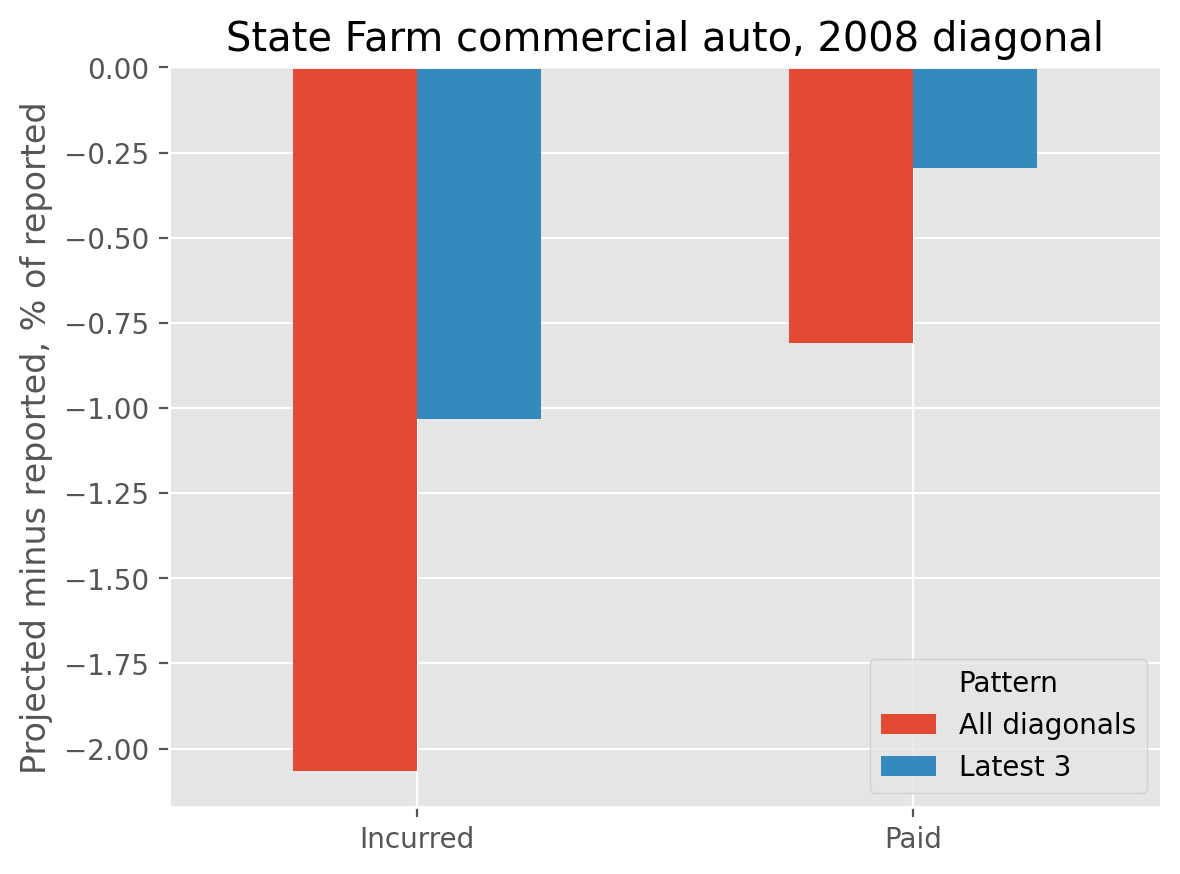 State Farm commercial auto, 2008 diagonal
Projected minus reported, % of reported
0.00
−0.25
−0.50
−0.75
−1.00
−1.25
−1.50
−1.75
−2.00
Pattern
All diagonals
Latest 3
Incurred
Paid